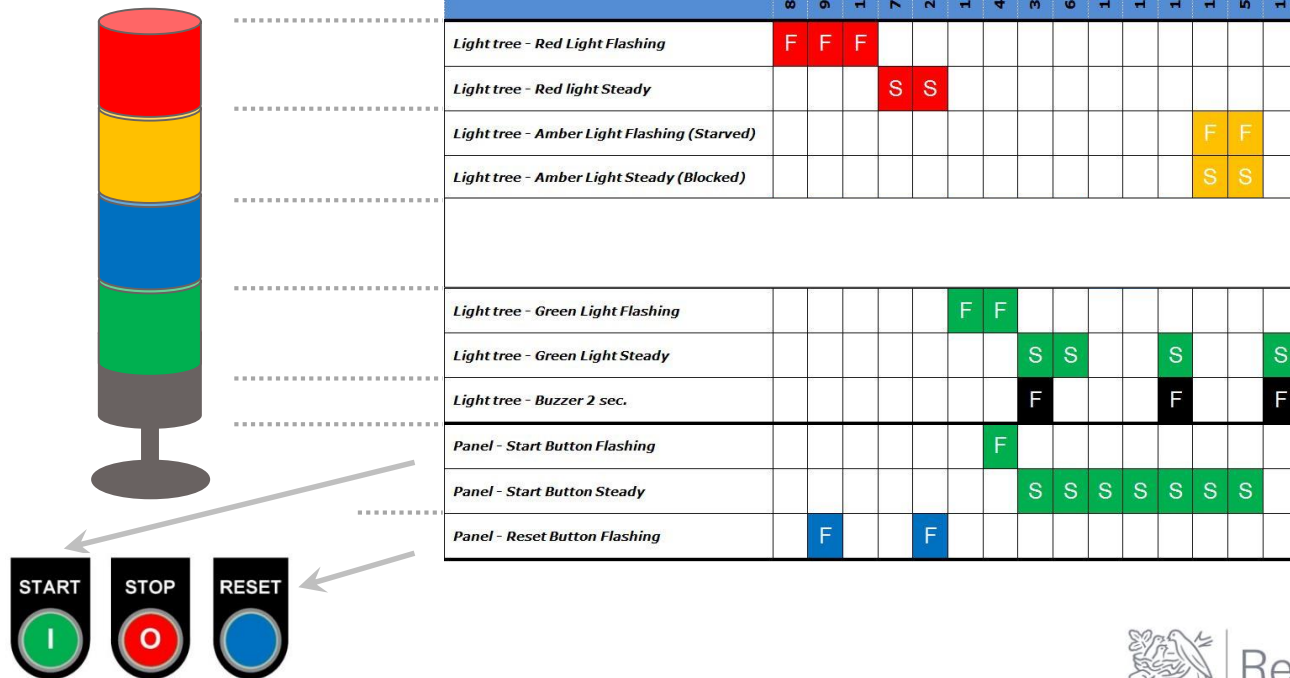 8 9 1 7 2 1 4 3 6 1 1 1 1 5 1
Light tree - Red Light Flashing F F F
Light tree - Red light Steady S S
Light tree - Amber Light Flashing (Starved) F F
Light tree - Amber Light Steady (Blocked) S S
Light tree - Green Light Flashing F F
Light tree - Green Light Steady S S S S
Light tree - Buzzer 2 sec. F F F
Panel - Start Button Flashing F
Panel - Start Button Steady S S S S S S S
Panel - Reset Button Flashing F F
START STOP RESET
I O
Re